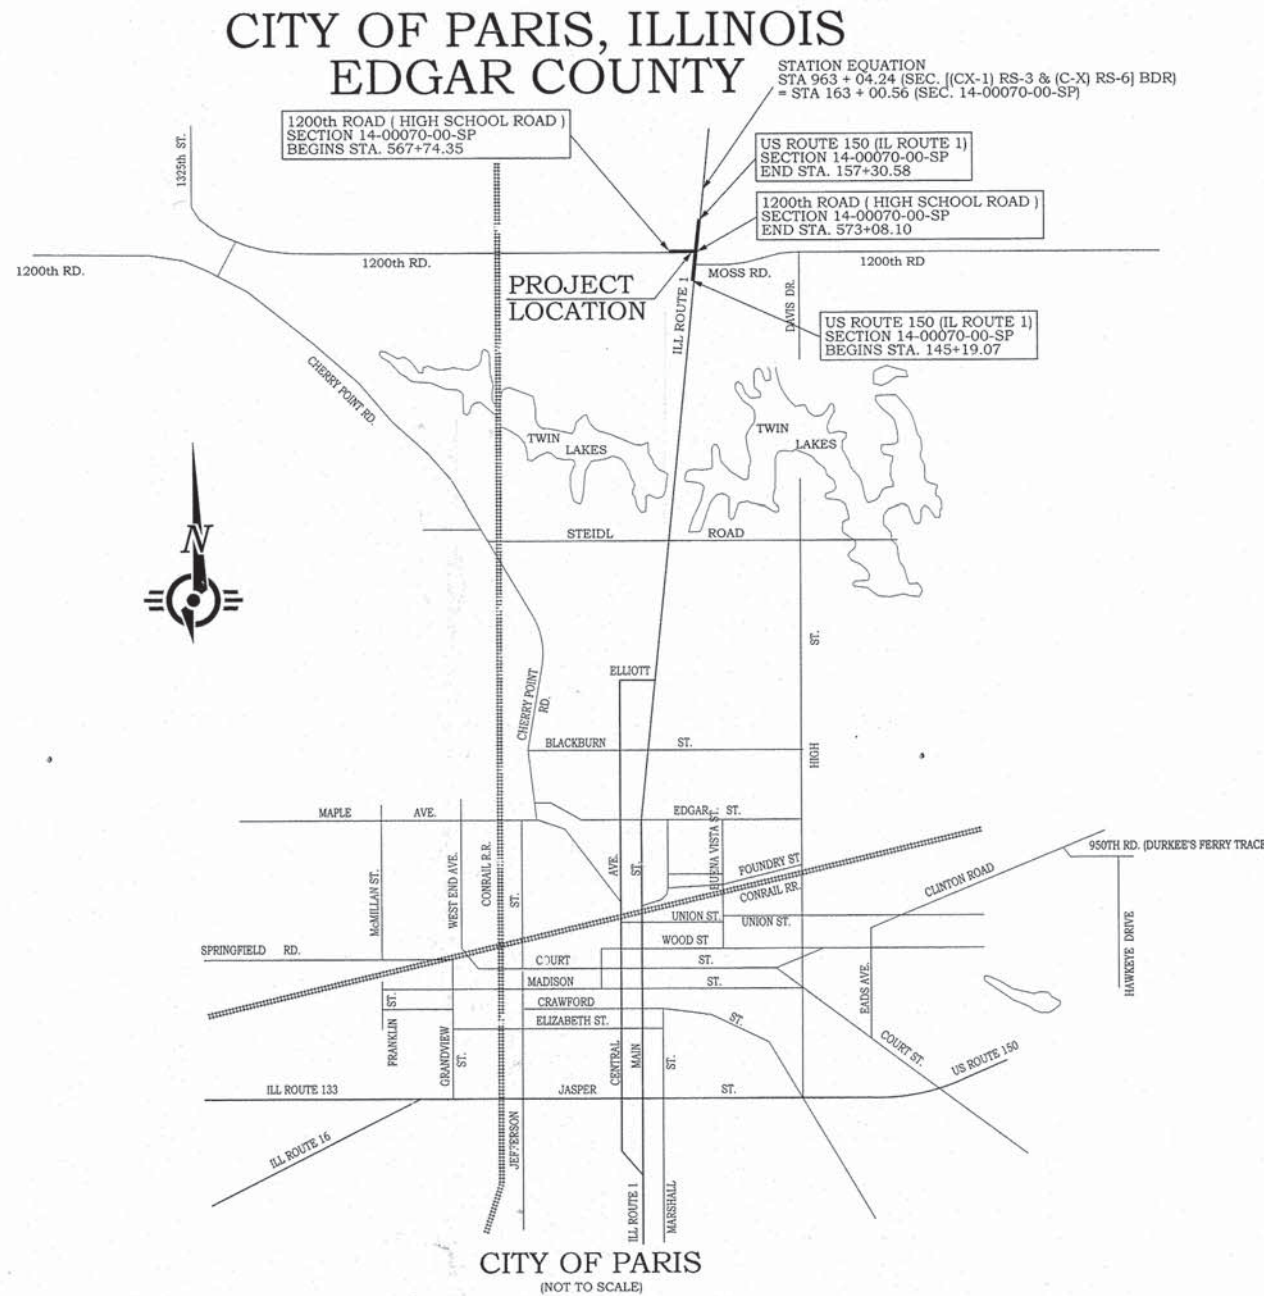 CITY OF PARIS, ILLINOIS
EDGAR COUNTY
STATION EQUATION
STA 963 + 04.24 (SEC. [(CX-1) RS-3 & (C-X) RS-6] BDR)
= STA 163 + 00.56 (SEC. 14-00070-00-SP)
1200th ROAD ( HIGH SCHOOL ROAD )
SECTION 14-00070-00-SP
BEGINS STA. 567+74.35
US ROUTE 150 (IL ROUTE 1)
SECTION 14-00070-00-SP
END STA. 157+30.58
1325th ST.
1200th ROAD ( HIGH SCHOOL ROAD )
SECTION 14-00070-00-SP
END STA. 573+08.10
1200th RD.
1200th RD.
1200th RD
MOSS RD.
PROJECT
LOCATION
ILL ROUTE 1
DAVIS DR.
US ROUTE 150 (IL ROUTE 1)
SECTION 14-00070-00-SP
BEGINS STA. 145+19.07
CHERRY POINT RD.
TWIN
LAKES
TWIN
LAKES
N
STEIDL
ROAD
ST.
ELLIOTT
CHERRY POINT
RD.
BLACKBURN
ST.
HIGH
MAPLE
AVE.
EDGAR
ST.
950TH RD. (DURKEE'S FERRY TRACE
McMILLAN ST.
WEST END AVE.
CONRAIL R.R.
ST.
AVE.
ST.
BUENA VISTA ST.
FOUNDRY ST
CONRAIL RR.
CLINTON ROAD
HAWKEYE DRIVE
UNION ST.
UNION ST.
WOOD ST
SPRINGFIELD
RD.
COURT
ST.
MADISON
ST.
CRAWFORD
ST.
ELIZABETH ST.
FRANKLIN
ST.
GRANDVIEW
ST.
CENTRAL
MAIN
ST.
EADS AVE.
COURT ST.
US ROUTE 150
ILL ROUTE 133
JASPER
ST.
ILL ROUTE 16
JEFFERSON
ILL ROUTE 1
MARSHALL
CITY OF PARIS
(NOT TO SCALE)